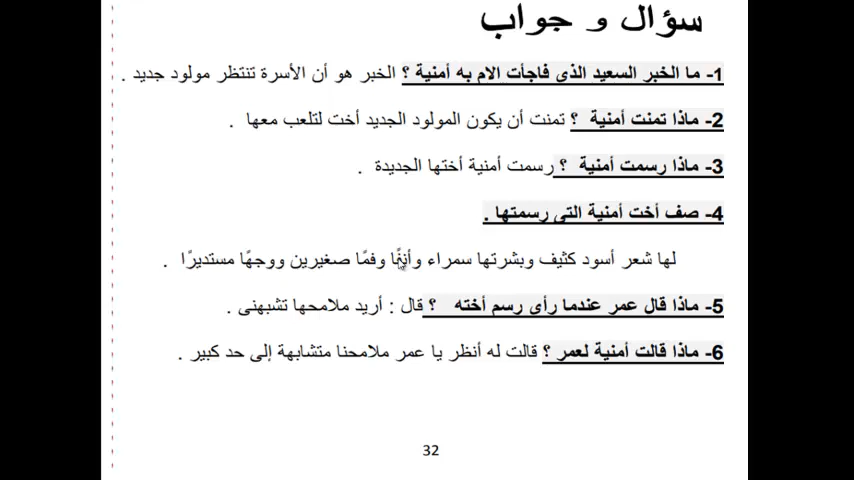 سؤال و جواب
1- ما الخبر السعيد الذى فاجأت الام به أمنية ؟ الخبر هو أن الأسرة تنتظر مولود جديد .
2- ماذا تمنت أمنية ؟ تمنت أن يكون المولود الجديد أخت لتلعب معها .
3- ماذا رسمت أمنية ؟ رسمت أمنية أختها الجديدة .
4- صف أخت أمنية التى رسمتها .
لها شعر أسود كثيف وبشرتها سمراء وأنفًا وفمًا صغيرين ووجهًا مستديرًا .
5- ماذا قال عمر عندما رأى رسم أخته ؟ قال : أريد ملامحها تشبهنى .
6- ماذا قالت أمنية لعمر ؟ قالت له أنظر يا عمر ملامحنا متشابهة إلى حد كبير .
32